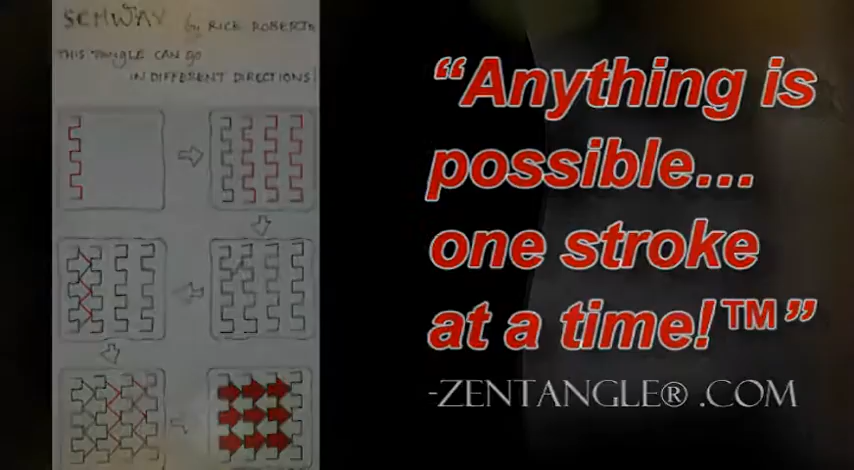 SCHWAY by RICK ROBERTS
THIS TANGLE CAN GO
IN DIFFERENT DIRECTIONS!
“Anything is
possible...
one stroke
at a time!™”
-ZENTANGLE® .COM